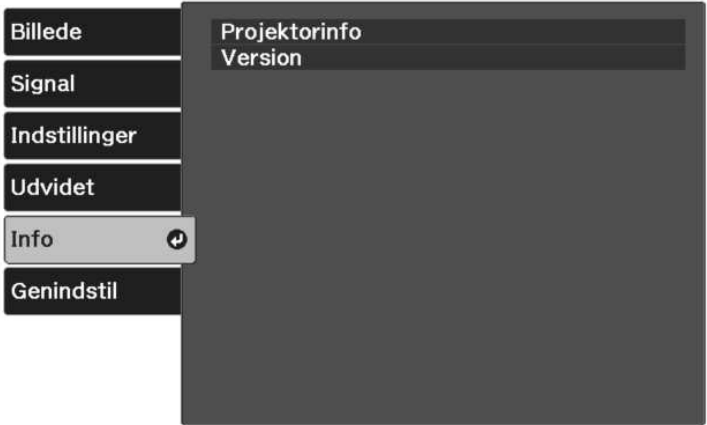 Billede
Signal
Indstillinger
Udvidet
Info
Genindstil
Projektorinfo
Version